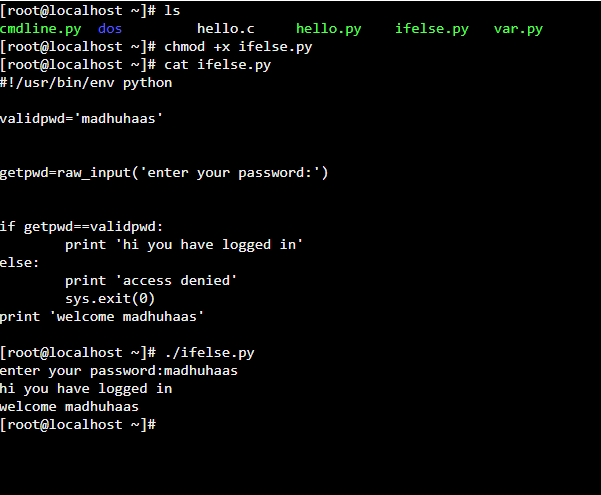 [root@localhost ~]# ls
cmdline.py  dos         hello.c     hello.py    ifelse.py   var.py
[root@localhost ~]# chmod +x ifelse.py
[root@localhost ~]# cat ifelse.py
#!/usr/bin/env python

validpwd='madhuhaas'


getpwd=raw_input('enter your password:')


if getpwd==validpwd:
        print 'hi you have logged in'
else:
        print 'access denied'
        sys.exit(0)
print 'welcome madhuhaas'

[root@localhost ~]# ./ifelse.py
enter your password:madhuhaas
hi you have logged in
welcome madhuhaas
[root@localhost ~]#